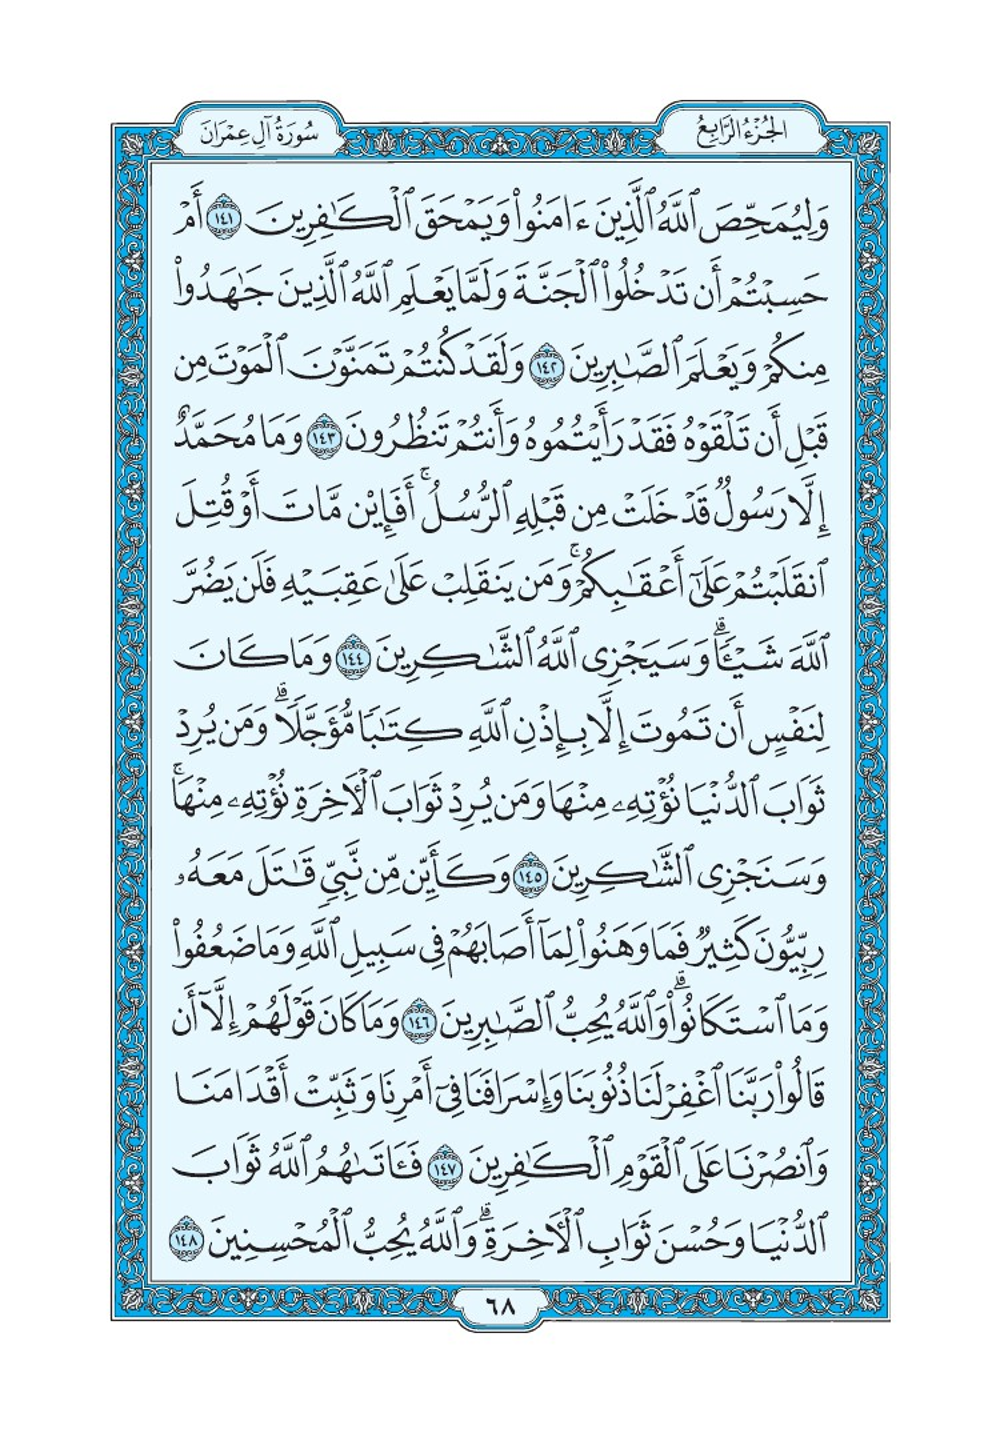 الجُزْءُ الرَّابِعُ
سُورَةُ آلِ عِمْرَانَ
وَلِيُمَحِّصَ ٱللَّهُ ٱلَّذِينَ ءَامَنُوا۟ وَيَمْحَقَ ٱلْكَـٰفِرِينَ ١٤١ أَمْ
حَسِبْتُمْ أَن تَدْخُلُوا۟ ٱلْجَنَّةَ وَلَمَّا يَعْلَمِ ٱللَّهُ ٱلَّذِينَ جَـٰهَدُوا۟
مِنكُمْ وَيَعْلَمَ ٱلصَّـٰبِرِينَ ١٤٢ وَلَقَدْ كُنتُمْ تَمَنَّوْنَ ٱلْمَوْتَ مِن
قَبْلِ أَن تَلْقَوْهُ فَقَدْ رَأَيْتُمُوهُ وَأَنتُمْ تَنظُرُونَ ١٤٣ وَمَا مُحَمَّدٌ
إِلَّا رَسُولٌ قَدْ خَلَتْ مِن قَبْلِهِ ٱلرُّسُلُ ۚ أَفَإِي۟ن مَّاتَ أَوْ قُتِلَ
ٱنقَلَبْتُمْ عَلَىٰٓ أَعْقَـٰبِكُمْ ۚ وَمَن يَنقَلِبْ عَلَىٰ عَقِبَيْهِ فَلَن يَضُرَّ
ٱللَّهَ شَيْـًٔا ۗ وَسَيَجْزِى ٱللَّهُ ٱلشَّـٰكِرِينَ ١٤٤ وَمَا كَانَ
لِنَفْسٍ أَن تَمُوتَ إِلَّا بِإِذْنِ ٱللَّهِ كِتَـٰبًا مُّؤَجَّلًا ۗ وَمَن يُرِدْ
ثَوَابَ ٱلدُّنْيَا نُؤْتِهِۦ مِنْهَا وَمَن يُرِدْ ثَوَابَ ٱلْـَٔاخِرَةِ نُؤْتِهِۦ مِنْهَا ۚ
وَسَنَجْزِى ٱلشَّـٰكِرِينَ ١٤٥ وَكَأَيِّن مِّن نَّبِىٍّ قَـٰتَلَ مَعَهُۥ
رِبِّيُّونَ كَثِيرٌ فَمَا وَهَنُوا۟ لِمَآ أَصَابَهُمْ فِى سَبِيلِ ٱللَّهِ وَمَا ضَعُفُوا۟
وَمَا ٱسْتَكَانُوا۟ ۗ وَٱللَّهُ يُحِبُّ ٱلصَّـٰبِرِينَ ١٤٦ وَمَا كَانَ قَوْلَهُمْ إِلَّآ أَن
قَالُوا۟ رَبَّنَا ٱغْفِرْ لَنَا ذُنُوبَنَا وَإِسْرَافَنَا فِىٓ أَمْرِنَا وَثَبِّتْ أَقْدَامَنَا
وَٱنصُرْنَا عَلَى ٱلْقَوْمِ ٱلْكَـٰفِرِينَ ١٤٧ فَـَٔاتَىٰهُمُ ٱللَّهُ ثَوَابَ
ٱلدُّنْيَا وَحُسْنَ ثَوَابِ ٱلْـَٔاخِرَةِ ۗ وَٱللَّهُ يُحِبُّ ٱلْمُحْسِنِينَ ١٤٨
٦٨